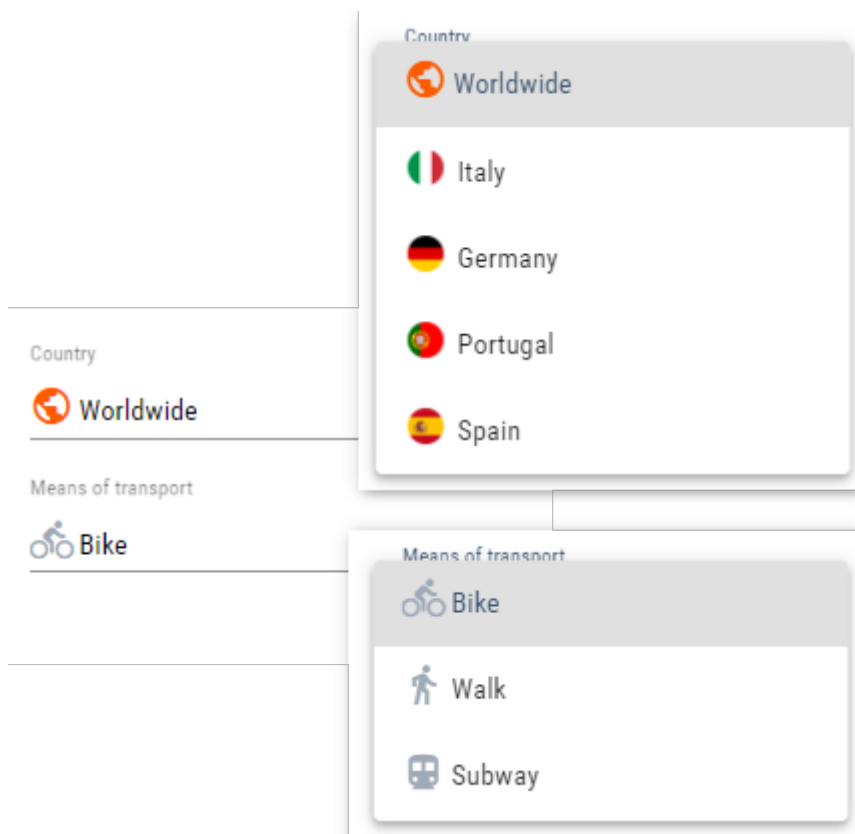 Country
Worldwide
Italy
Germany
Portugal
Spain
Country
Worldwide
Means of transport
Bike
Means of transport
Bike
Walk
Subway